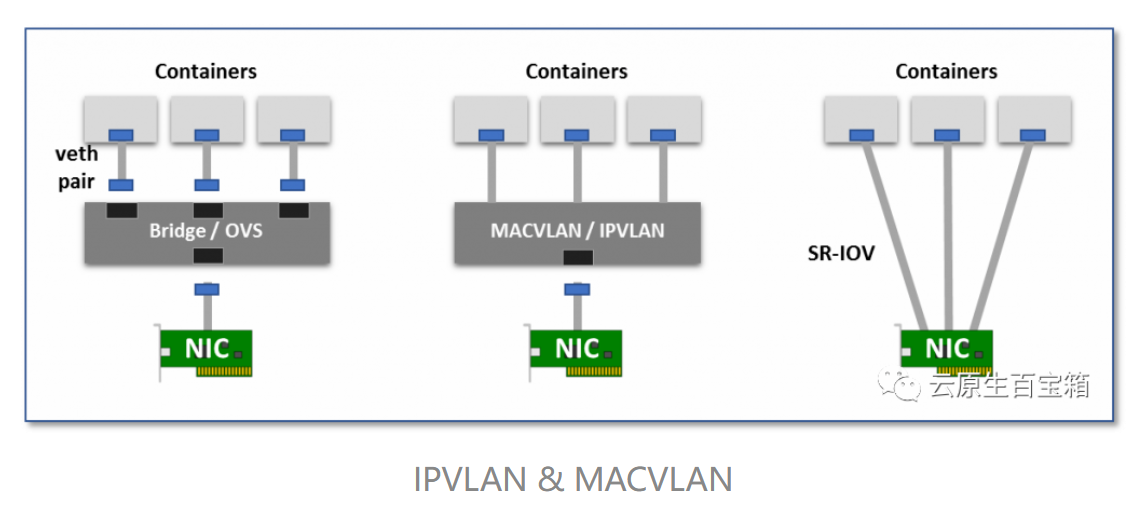 Containers
Containers
Containers
veth
pair
Bridge / OVS
MACVLAN / IPVLAN
SR-IOV
NIC
NIC
NIC
云原生百宝箱
IPVLAN & MACVLAN